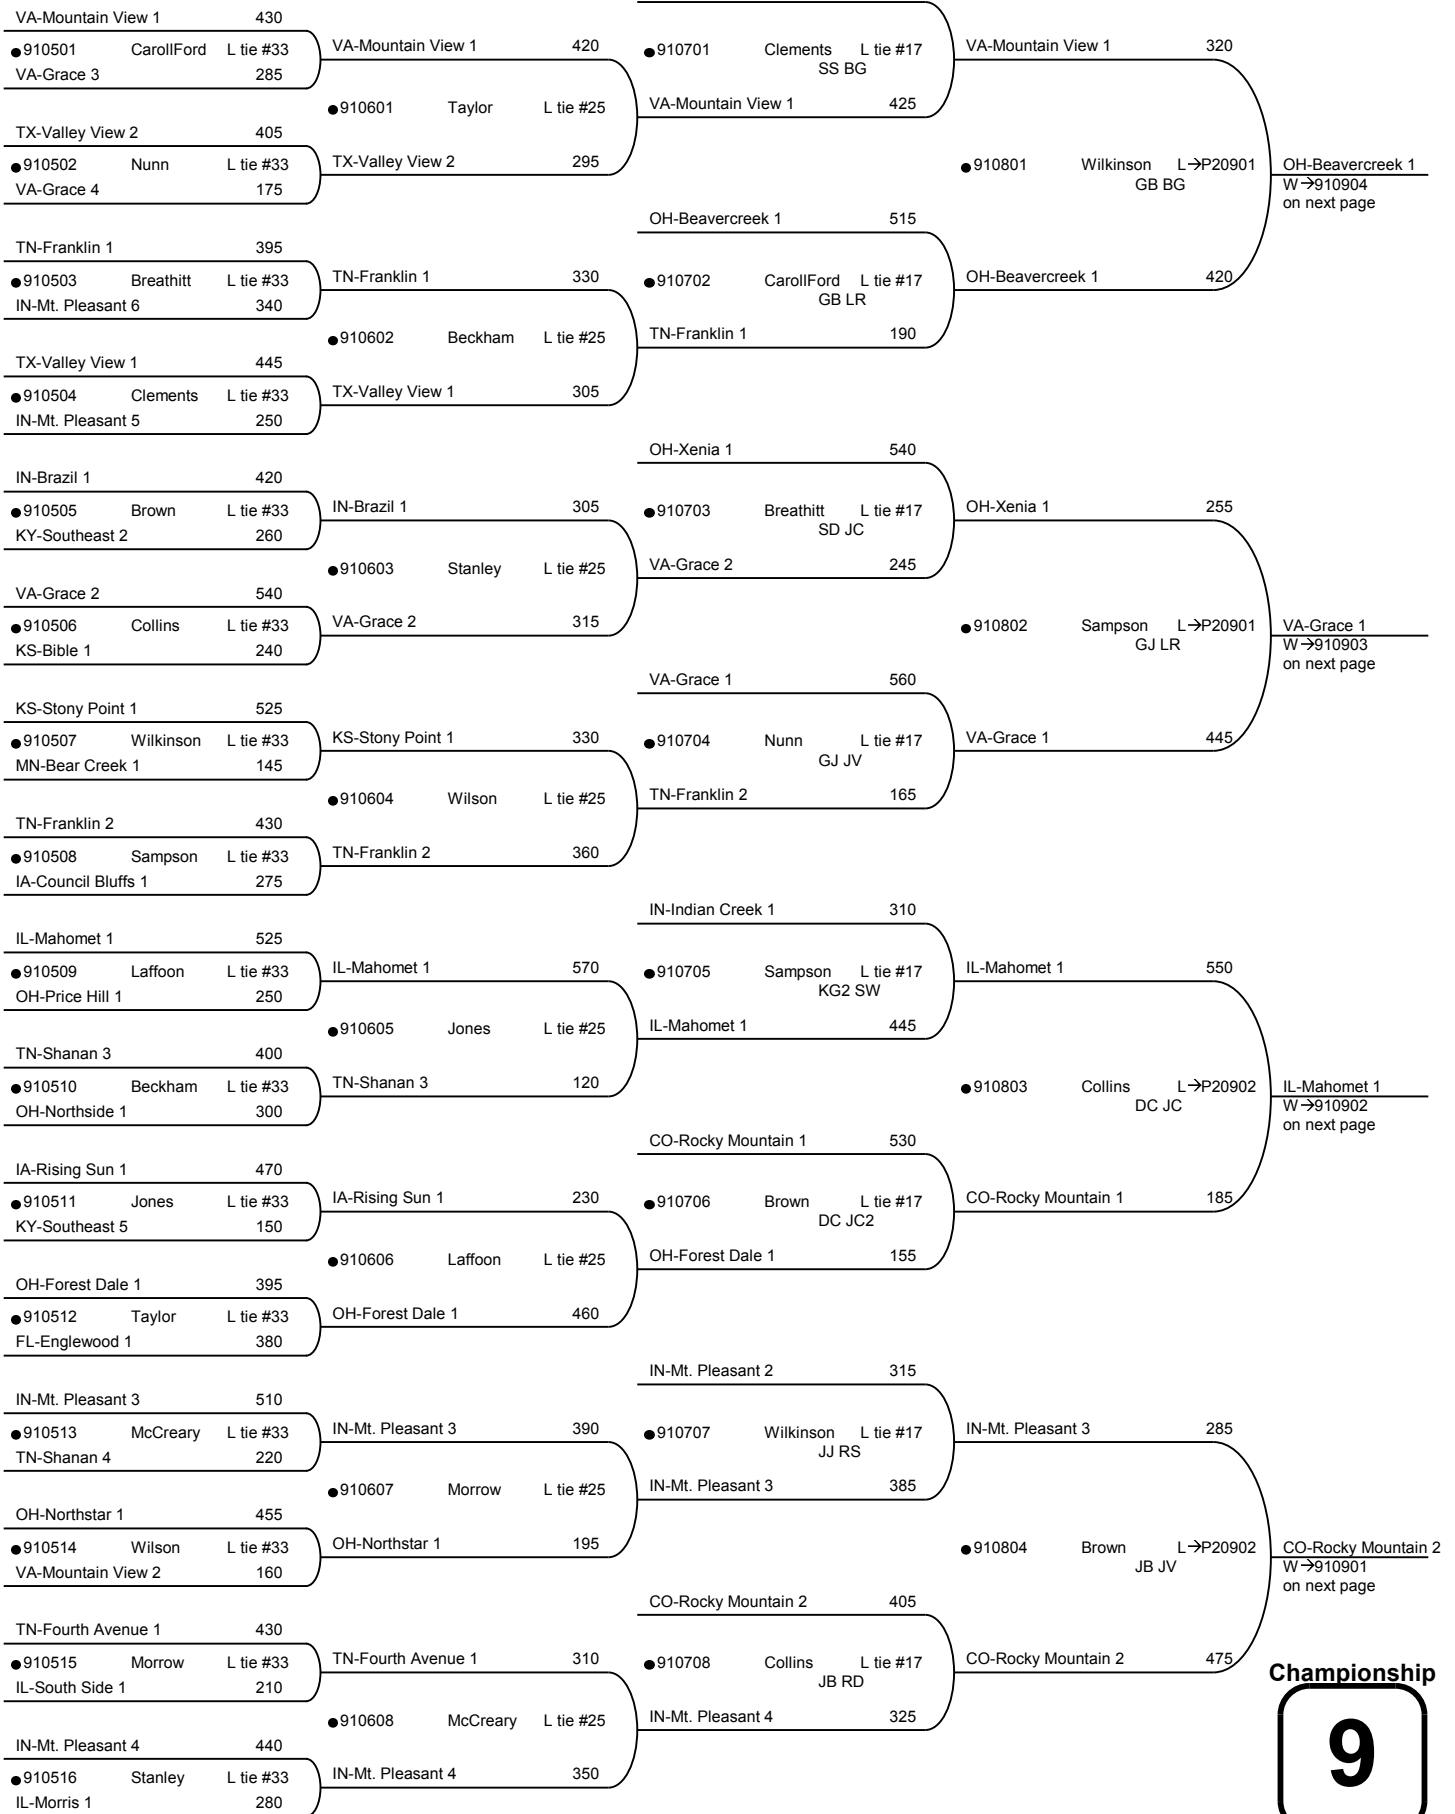 VA-Mountain View 1 430
●910501 CarollFord L tie #33
VA-Grace 3 285
TX-Valley View 2 405
●910502 Nunn L tie #33
VA-Grace 4 175
TN-Franklin 1 395
●910503 Breathitt L tie #33
IN-Mt. Pleasant 6 340
TX-Valley View 1 445
●910504 Clements L tie #33
IN-Mt. Pleasant 5 250
IN-Brazil 1 420
●910505 Brown L tie #33
KY-Southeast 2 260
VA-Grace 2 540
●910506 Collins L tie #33
KS-Bible 1 240
KS-Stony Point 1 525
●910507 Wilkinson L tie #33
MN-Bear Creek 1 145
TN-Franklin 2 430
●910508 Sampson L tie #33
IA-Council Bluffs 1 275
IL-Mahomet 1 525
●910509 Laffoon L tie #33
OH-Price Hill 1 250
TN-Shanan 3 400
●910510 Beckham L tie #33
OH-Northside 1 300
IA-Rising Sun 1 470
●910511 Jones L tie #33
KY-Southeast 5 150
OH-Forest Dale 1 395
●910512 Taylor L tie #33
FL-Englewood 1 380
IN-Mt. Pleasant 3 510
●910513 McCreary L tie #33
TN-Shanan 4 220
OH-Northstar 1 455
●910514 Wilson L tie #33
VA-Mountain View 2 160
TN-Fourth Avenue 1 430
●910515 Morrow L tie #33
IL-South Side 1 210
IN-Mt. Pleasant 4 440
●910516 Stanley L tie #33
IL-Morris 1 280
VA-Mountain View 1 420
●910601 Taylor L tie #25
TX-Valley View 2 295
TN-Franklin 1 330
●910602 Beckham L tie #25
TX-Valley View 1 305
IN-Brazil 1 305
●910603 Stanley L tie #25
VA-Grace 2 315
KS-Stony Point 1 330
●910604 Wilson L tie #25
TN-Franklin 2 360
IL-Mahomet 1 570
●910605 Jones L tie #25
TN-Shanan 3 120
IA-Rising Sun 1 230
●910606 Laffoon L tie #25
OH-Forest Dale 1 460
IN-Mt. Pleasant 3 390
●910607 Morrow L tie #25
OH-Northstar 1 195
TN-Fourth Avenue 1 310
●910608 McCreary L tie #25
IN-Mt. Pleasant 4 350
●910701 Clements L tie #17
SS BG
VA-Mountain View 1 425
OH-Beavercreek 1 515
●910702 CarollFord L tie #17
GB LR
TN-Franklin 1 190
OH-Xenia 1 540
●910703 Breathitt L tie #17
SD JC
VA-Grace 2 245
VA-Grace 1 560
●910704 Nunn L tie #17
GJ JV
TN-Franklin 2 165
IN-Indian Creek 1 310
●910705 Sampson L tie #17
KG2 SW
IL-Mahomet 1 445
CO-Rocky Mountain 1 530
●910706 Brown L tie #17
DC JC2
OH-Forest Dale 1 155
IN-Mt. Pleasant 2 315
●910707 Wilkinson L tie #17
JJ RS
IN-Mt. Pleasant 3 385
CO-Rocky Mountain 2 405
●910708 Collins L tie #17
JB RD
IN-Mt. Pleasant 4 325
VA-Mountain View 1 320
●910801 Wilkinson L→P20901
GB BG
OH-Beavercreek 1 420
OH-Xenia 1 255
●910802 Sampson L→P20901
GJ LR
VA-Grace 1 445
IL-Mahomet 1 550
●910803 Collins L→P20902
DC JC
CO-Rocky Mountain 1 185
IN-Mt. Pleasant 3 285
●910804 Brown L→P20902
JB JV
CO-Rocky Mountain 2 475
OH-Beavercreek 1
W→910904
on next page
VA-Grace 1
W→910903
on next page
IL-Mahomet 1
W→910902
on next page
CO-Rocky Mountain 2
W→910901
on next page
Championship
9